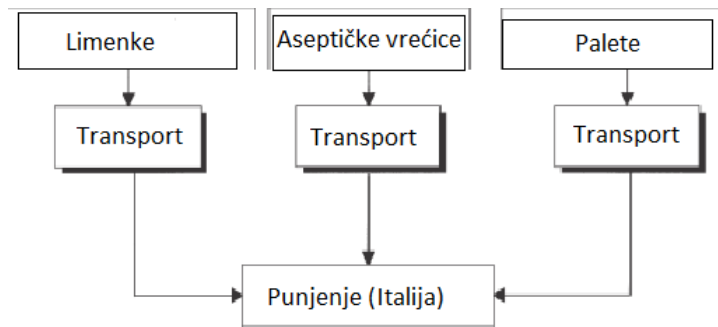 Limenke
Aseptičke vrećice
Palete
Transport
Transport
Transport
Punjenje (Italija)